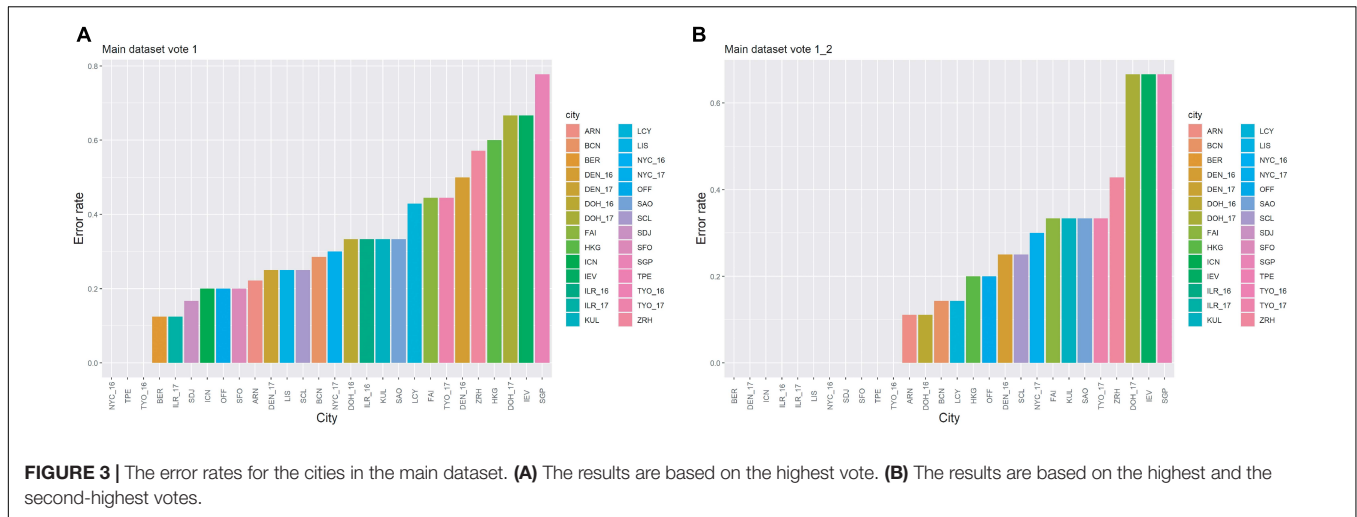 A
Main dataset vote 1
0.8
0.6
0.4
0.2
0.0
Error rate
NYC_16
TPE
TYO_16
BER
ILR_17
SDJ
ICN
OFF
SFO
ARN
DEN_17
LIS
SCL
BCN
NYC_17
DOH_16
ILR_16
KUL
SAO
LCY
FAI
TYO_17
DEN_16
ZRH
HKG
DOH_17
IEV
SGP
City
city
ARN
BCN
BER
DEN_16
DEN_17
DOH_16
DOH_17
FAI
HKG
ICN
IEV
ILR_16
ILR_17
KUL
LCY
LIS
NYC_16
NYC_17
OFF
SAO
SCL
SDJ
SFO
SGP
TPE
TYO_16
TYO_17
ZRH
B
Main dataset vote 1_2
0.6
0.4
0.2
0.0
Error rate
BER
DEN_17
ICN
ILR_16
ILR_17
LIS
NYC_16
SDJ
SFO
TPE
TYO_16
ARN
DOH_16
BCN
LCY
HKG
OFF
DEN_16
SCL
NYC_17
FAI
KUL
SAO
TYO_17
ZRH
DOH_17
IEV
SGP
City
city
ARN
BCN
BER
DEN_16
DEN_17
DOH_16
DOH_17
FAI
HKG
ICN
IEV
ILR_16
ILR_17
KUL
LCY
LIS
NYC_16
NYC_17
OFF
SAO
SCL
SDJ
SFO
SGP
TPE
TYO_16
TYO_17
ZRH
FIGURE 3 | The error rates for the cities in the main dataset. (A) The results are based on the highest vote. (B) The results are based on the highest and the
second-highest votes.